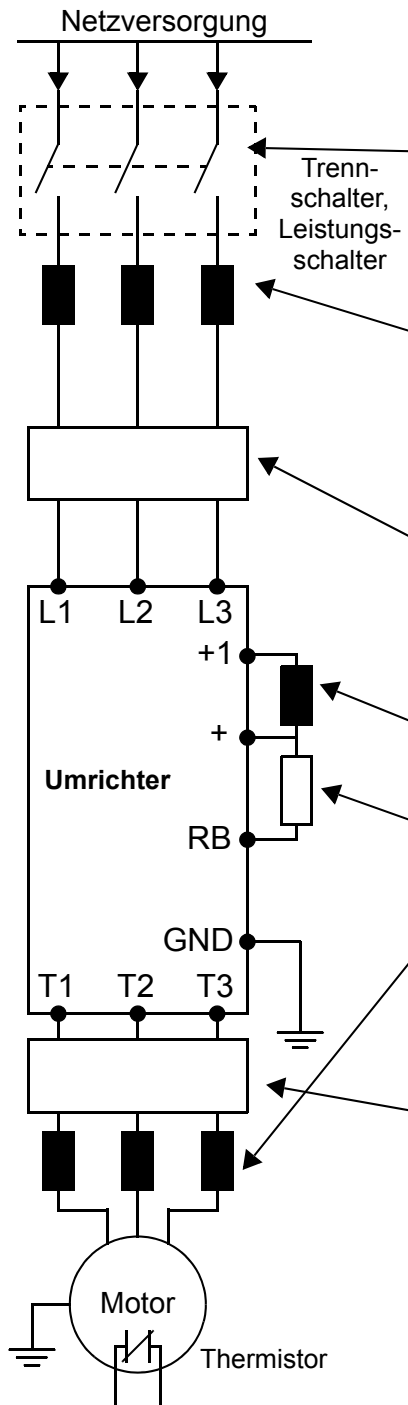 Netzversorgung
Trenn-
schalter,
Leistungs-
schalter
L1 L2 L3
+1
+
Umrichter
RB
GND
T1 T2 T3
Motor
Thermistor